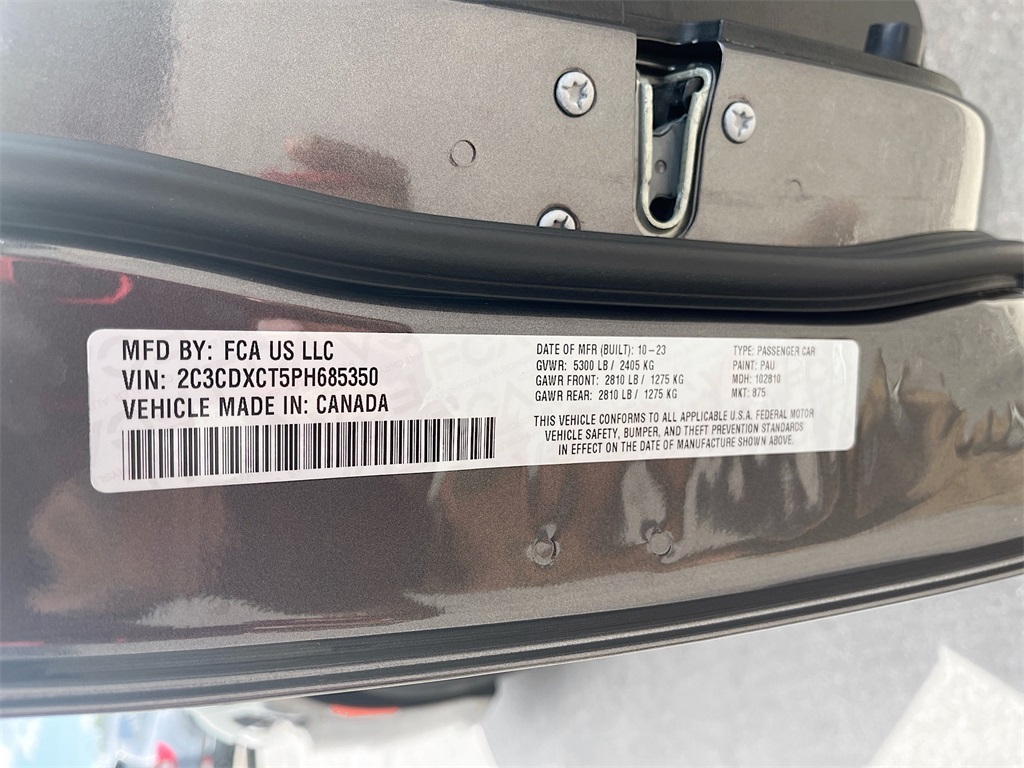 MFD BY: FCA US LLC
VIN: 2C3CDXCT5PH685350
VEHICLE MADE IN: CANADA
DATE OF MFR (BUILT): 10-23
GVWR: 5300 LB / 2405 KG
GAWR FRONT: 2810 LB / 1275 KG
GAWR REAR: 2810 LB / 1275 KG
TYPE: PASSENGER CAR
PAINT: PAU
MDH: 102810
MKT: 875
THIS VEHICLE CONFORMS TO ALL APPLICABLE U.S.A. FEDERAL MOTOR
VEHICLE SAFETY, BUMPER, AND THEFT PREVENTION STANDARDS
IN EFFECT ON THE DATE OF MANUFACTURE SHOWN ABOVE.